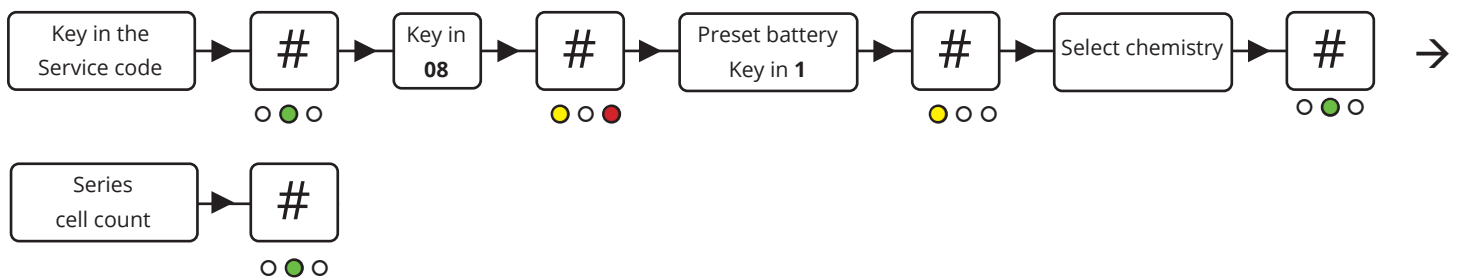 Key in the
Service code
#
Key in
08
#
Preset battery
Key in 1
#
Select chemistry
#
→
Series
cell count
#